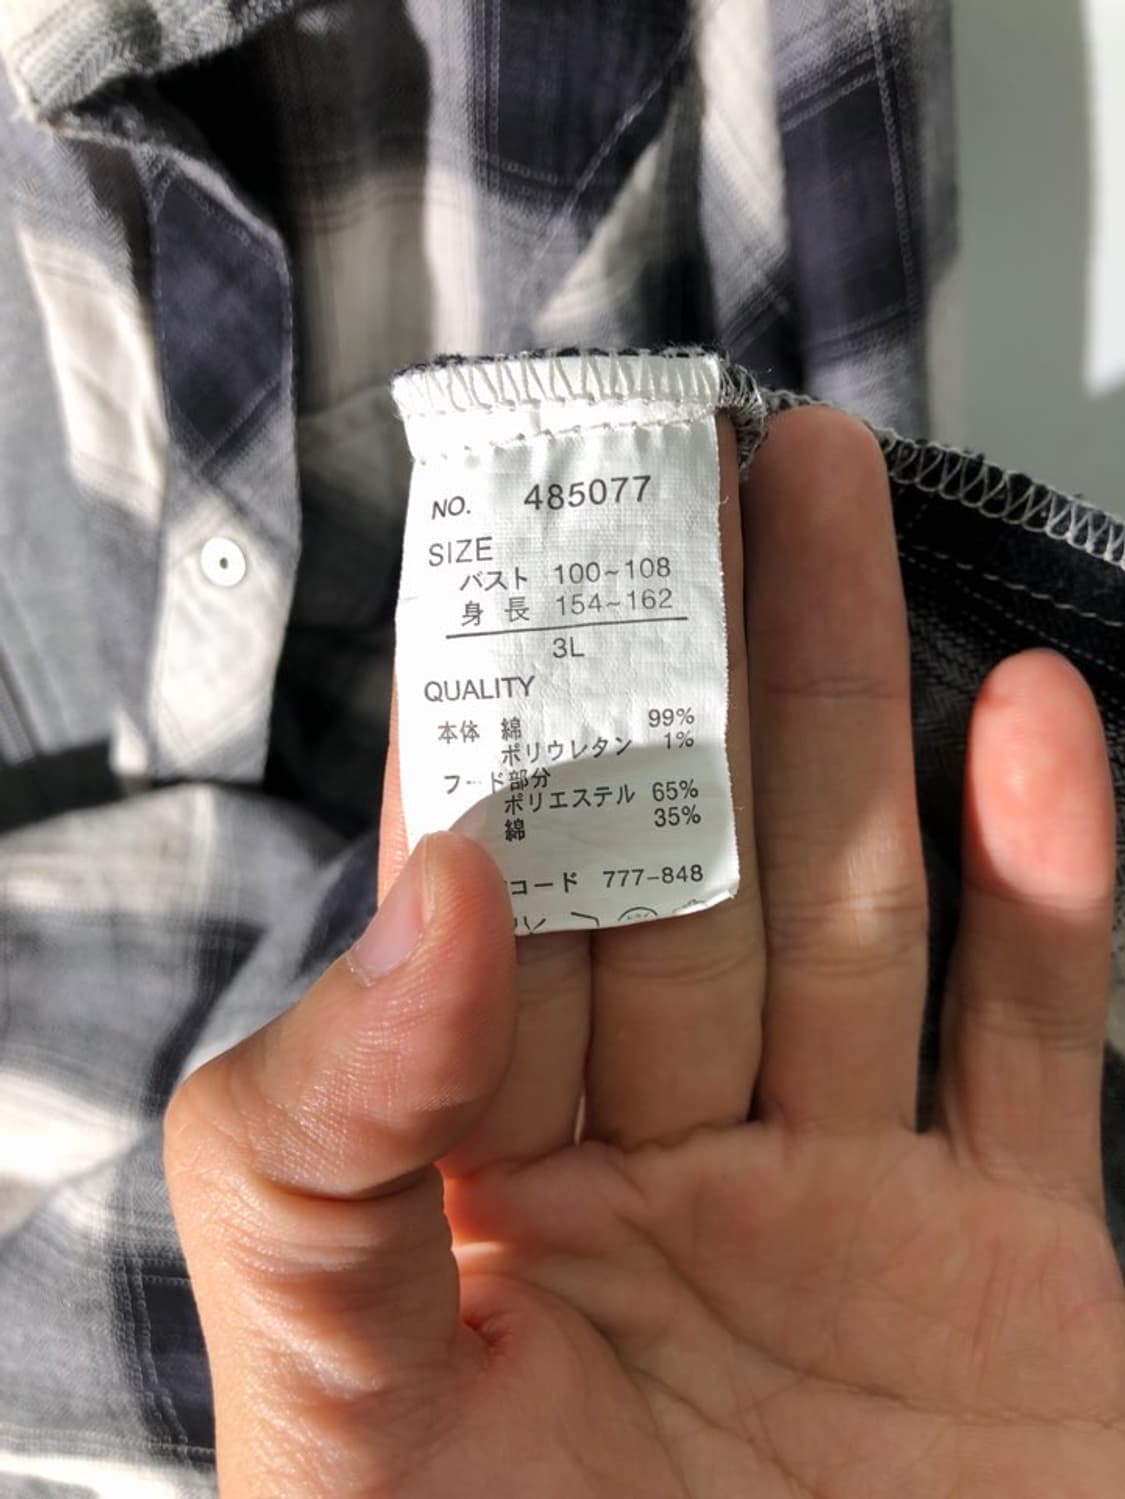 NO. 485077
SIZE
バスト 100~108
身長 154~162
3L
QUALITY
本体 綿 99%
ポリウレタン 1%
フード部分
ポリエステル 65%
綿 35%
コード 777-848